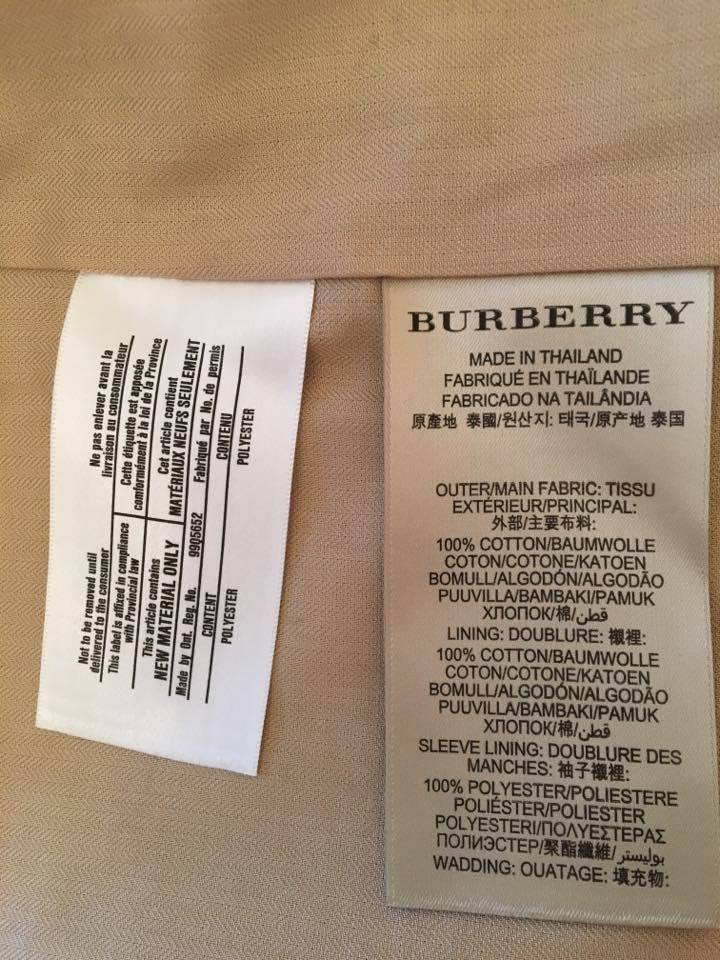 Not to be removed until
delivered to the consumer
This label is affixed in compliance
with Provincial law
This article contains
NEW MATERIAL ONLY
Made by Ont. Reg. No. 9905652
CONTENT
POLYESTER
Ne pas enlever avant la
livraison au consommateur
Cette étiquette est apposée
conformément à la loi de la Province
Cet article contient
MATÉRIAUX NEUFS SEULEMENT
Fabriqué par No. de permis
CONTENU
POLYESTER
BURBERRY
MADE IN THAILAND
FABRIQUÉ EN THAÏLANDE
FABRICADO NA TAILÂNDIA
原產地 泰國/원산지: 태국/原产地 泰国
OUTER/MAIN FABRIC: TISSU
EXTÉRIEUR/PRINCIPAL:
外部/主要布料:
100% COTTON/BAUMWOLLE
COTON/COTONE/KATOEN
BOMULL/ALGODÓN/ALGODÃO
PUUVILLA/BAMBAKI/PAMUK
ХЛОПОК/棉/قطن
LINING: DOUBLURE: 襯裡:
100% COTTON/BAUMWOLLE
COTON/COTONE/KATOEN
BOMULL/ALGODÓN/ALGODÃO
PUUVILLA/BAMBAKI/PAMUK
ХЛОПОК/棉/قطن
SLEEVE LINING: DOUBLURE DES
MANCHES: 袖子襯裡:
100% POLYESTER/POLIESTERE
POLIÉSTER/POLIESTER
POLYESTERI/ΠΟΛΥΕΣΤΕΡΑΣ
ПОЛИЭСТЕР/聚酯纖維/بوليستر
WADDING: OUATAGE: 填充物: